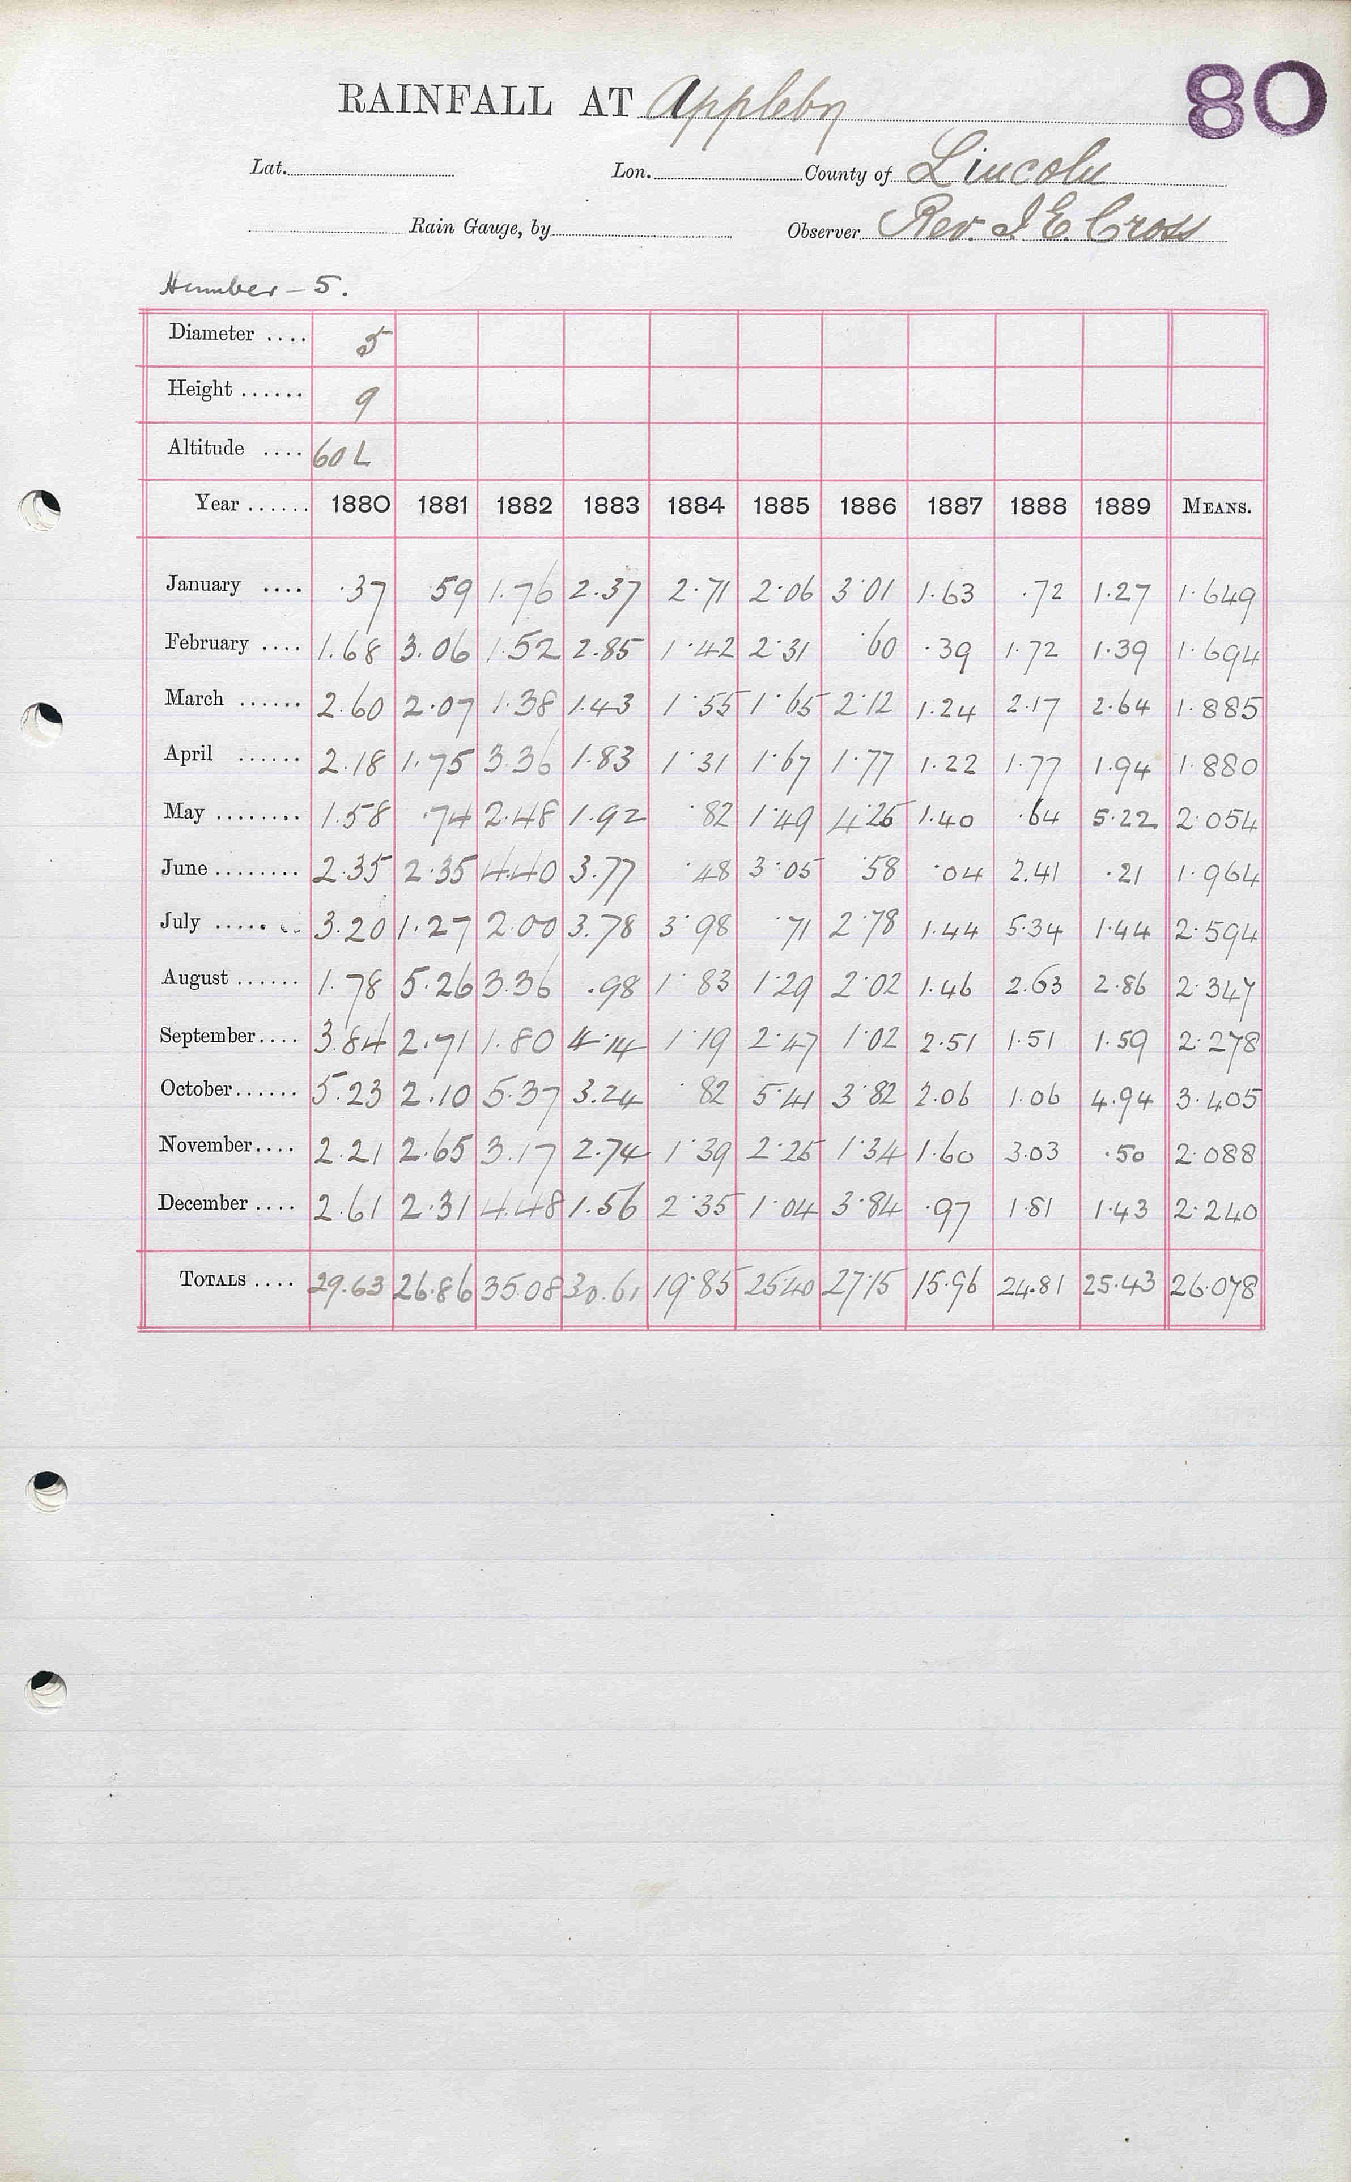 80
RAINFALL AT Appleby
Lat. Lon. County of Lincoln
Rain Gauge, by Observer Rev. J E. Cross
Humber - 5.
Diameter .... 5
Height ...... 9
Altitude .... 60 L
Year ...... 1880 1881 1882 1883 1884 1885 1886 1887 1888 1889 MEANS.
January .... .37 59 1.76 2.37 2.71 2.06 3.01 1.63 .72 1.27 1.649
February .... 1.68 3.06 1.52 2.85 1.42 2.31 .60 .39 1.72 1.39 1.694
March ...... 2.60 2.07 1.38 1.43 1.55 1.65 2.12 1.24 2.17 2.64 1.885
April ...... 2.18 1.75 3.36 1.83 1.31 1.67 1.77 1.22 1.77 1.94 1.880
May ........ 1.58 .74 2.48 1.92 .82 1.49 4.26 1.40 .64 5.22 2.054
June ........ 2.35 2.35 4.40 3.77 .48 3.05 .58 .04 2.41 .21 1.964
July ..... 3.20 1.27 2.00 3.78 3.98 .71 2.78 1.44 5.34 1.44 2.594
August ...... 1.78 5.26 3.36 .98 1.83 1.29 2.02 1.46 2.63 2.86 2.347
September.... 3.84 2.71 1.80 4.14 1.19 2.47 1.02 2.51 1.51 1.59 2.278
October...... 5.23 2.10 5.37 3.24 .82 5.41 3.82 2.06 1.06 4.94 3.405
November.... 2.21 2.65 3.17 2.74 1.39 2.25 1.34 1.60 3.03 .50 2.088
December .... 2.61 2.31 4.48 1.56 2.35 1.04 3.84 .97 1.81 1.43 2.240
TOTALS .... 29.63 26.86 35.08 30.61 19.85 25.40 27.15 15.96 24.81 25.43 26.078